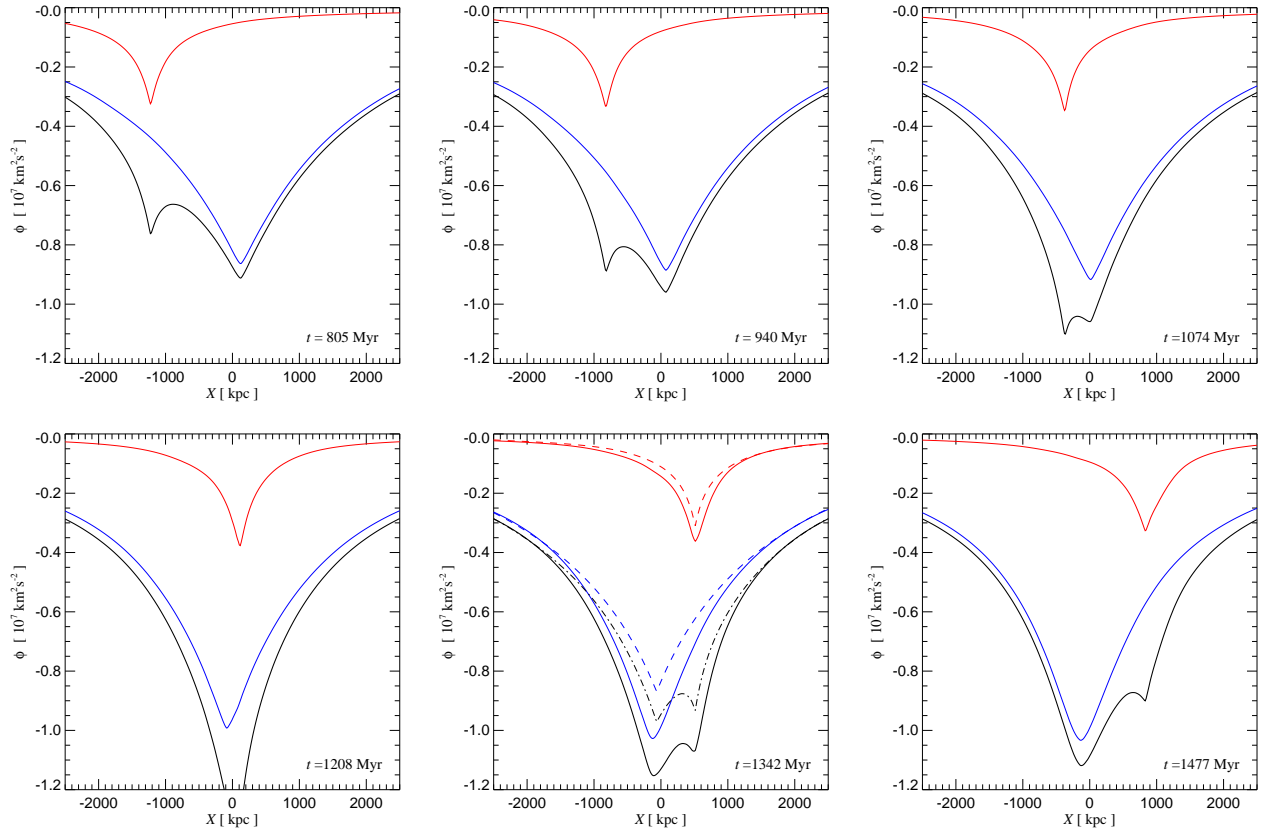 -0.0
-0.2
-0.4
-0.6
-0.8
-1.0
-1.2
ϕ [ 10⁷ km²s⁻² ]
t = 805 Myr
-2000 -1000 0 1000 2000
X [ kpc ]
-0.0
-0.2
-0.4
-0.6
-0.8
-1.0
-1.2
ϕ [ 10⁷ km²s⁻² ]
t = 940 Myr
-2000 -1000 0 1000 2000
X [ kpc ]
-0.0
-0.2
-0.4
-0.6
-0.8
-1.0
-1.2
ϕ [ 10⁷ km²s⁻² ]
t =1074 Myr
-2000 -1000 0 1000 2000
X [ kpc ]
-0.0
-0.2
-0.4
-0.6
-0.8
-1.0
-1.2
ϕ [ 10⁷ km²s⁻² ]
t =1208 Myr
-2000 -1000 0 1000 2000
X [ kpc ]
-0.0
-0.2
-0.4
-0.6
-0.8
-1.0
-1.2
ϕ [ 10⁷ km²s⁻² ]
t =1342 Myr
-2000 -1000 0 1000 2000
X [ kpc ]
-0.0
-0.2
-0.4
-0.6
-0.8
-1.0
-1.2
ϕ [ 10⁷ km²s⁻² ]
t =1477 Myr
-2000 -1000 0 1000 2000
X [ kpc ]